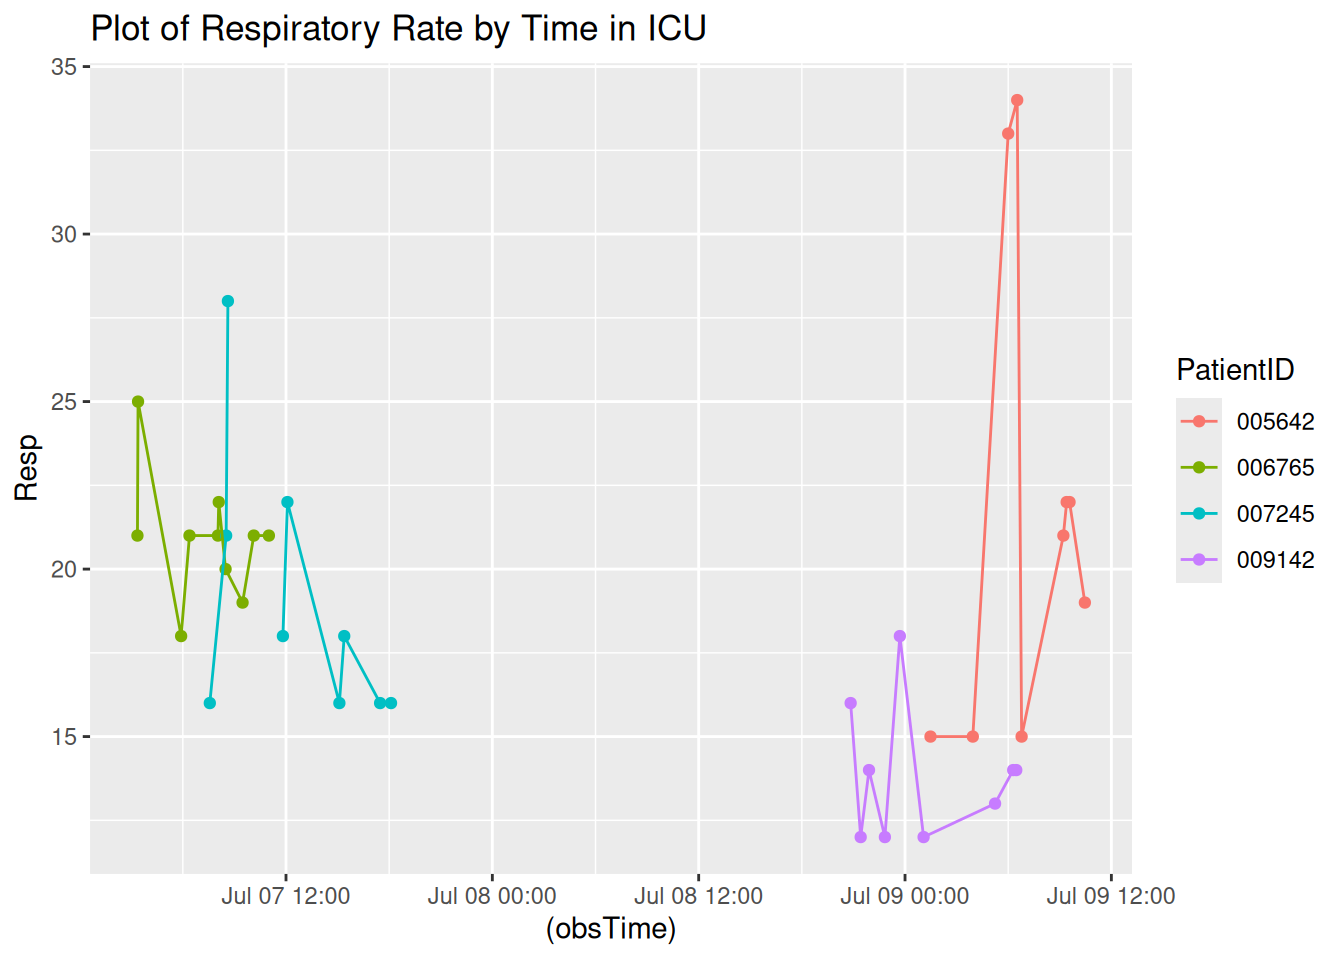 Plot of Respiratory Rate by Time in ICU
35
30
25
20
15
Resp
Jul 07 12:00
Jul 08 00:00
Jul 08 12:00
Jul 09 00:00
Jul 09 12:00
(obsTime)
PatientID
005642
006765
007245
009142